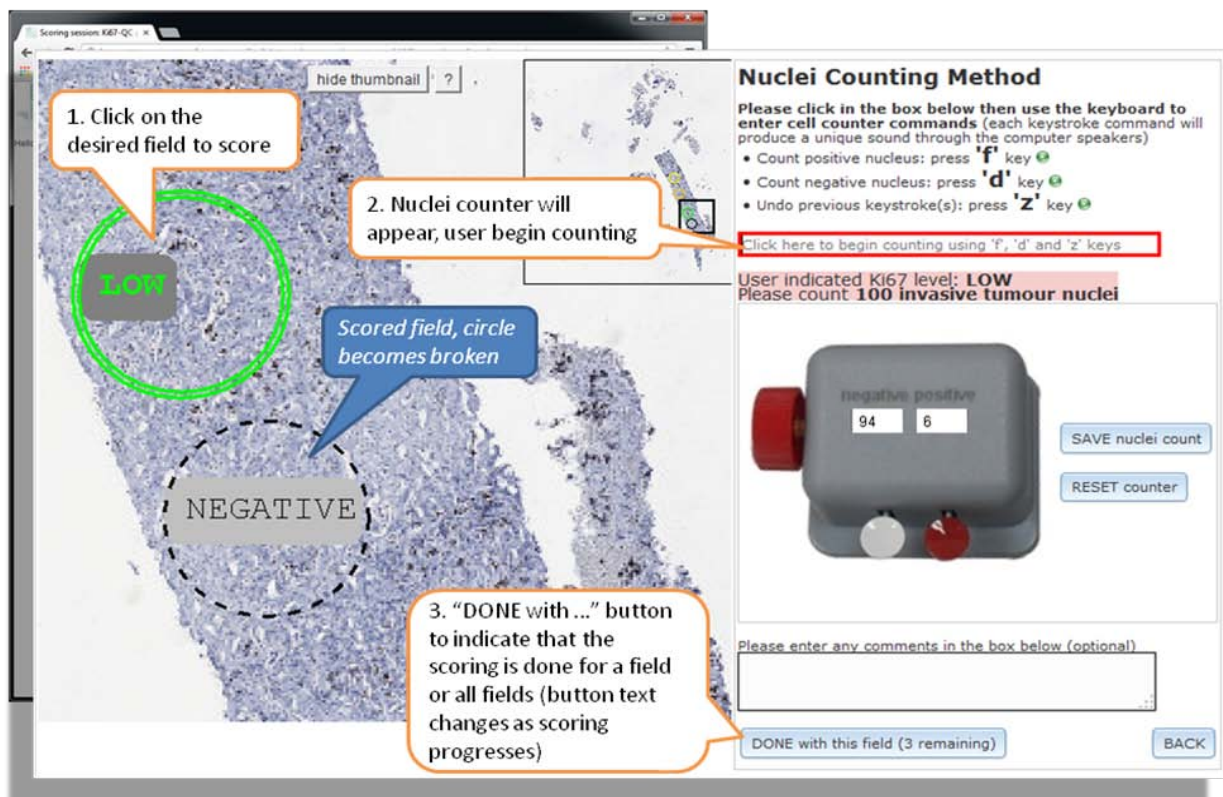 Scoring session: Ki67-QC
hide thumbnail
?
1. Click on the
desired field to score
LOW
2. Nuclei counter will
appear, user begin counting
Scored field, circle
becomes broken
NEGATIVE
3. “DONE with ...” button
to indicate that the
scoring is done for a field
or all fields (button text
changes as scoring
progresses)
Nuclei Counting Method
Please click in the box below then use the keyboard to
enter cell counter commands (each keystroke command will
produce a unique sound through the computer speakers)
• Count positive nucleus: press 'f' key
• Count negative nucleus: press 'd' key
• Undo previous keystroke(s): press 'z' key
Click here to begin counting using 'f', 'd' and 'z' keys
User indicated Ki67 level: LOW
Please count 100 invasive tumour nuclei
negative positive
94 6
SAVE nuclei count
RESET counter
Please enter any comments in the box below (optional)
DONE with this field (3 remaining)
BACK